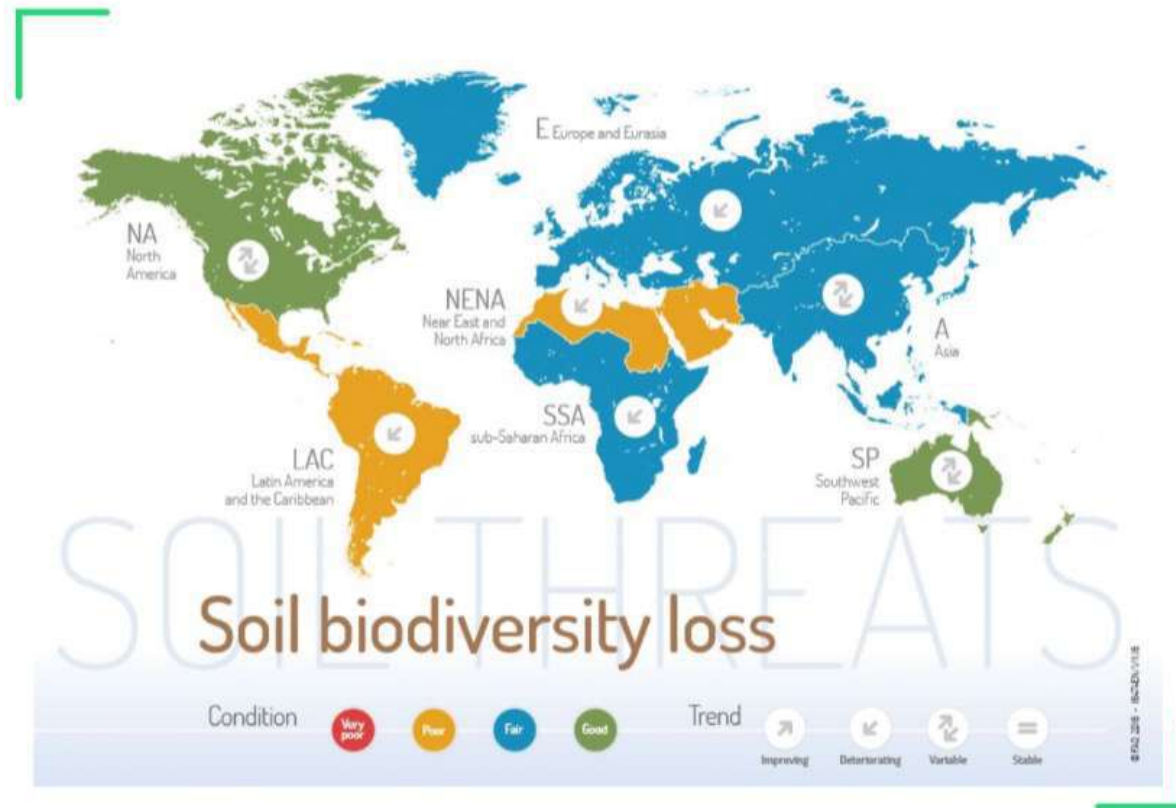 E Europe and Eurasia
NA
North
America
NENA
Near East and
North Africa
A
Asia
SSA
sub-Saharan Africa
LAC
Latin America
and the Caribbean
SP
Southwest
Pacific
SOIL THREATS
Soil biodiversity loss
Condition
Very
poor
Poor
Fair
Good
Trend
Improving
Deteriorating
Variable
Stable